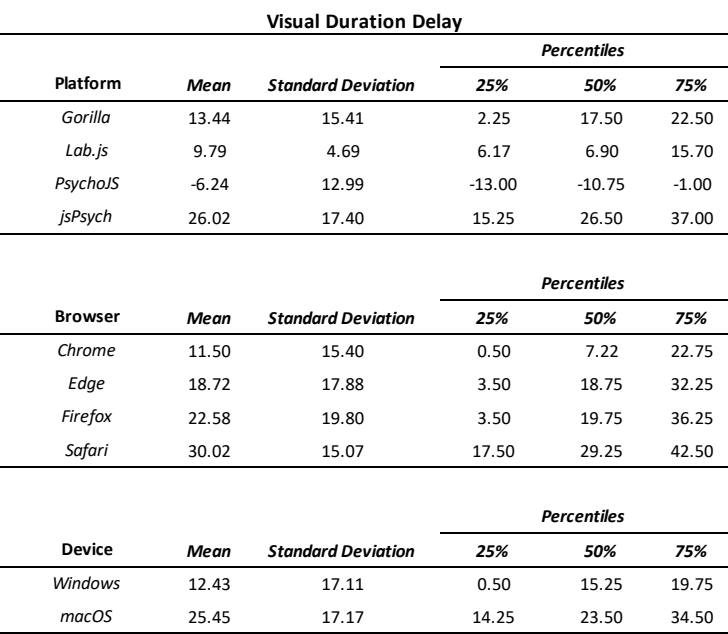 Visual Duration Delay
Percentiles
Platform Mean Standard Deviation 25% 50% 75%
Gorilla 13.44 15.41 2.25 17.50 22.50
Lab.js 9.79 4.69 6.17 6.90 15.70
PsychoJS -6.24 12.99 -13.00 -10.75 -1.00
jsPsych 26.02 17.40 15.25 26.50 37.00
Percentiles
Browser Mean Standard Deviation 25% 50% 75%
Chrome 11.50 15.40 0.50 7.22 22.75
Edge 18.72 17.88 3.50 18.75 32.25
Firefox 22.58 19.80 3.50 19.75 36.25
Safari 30.02 15.07 17.50 29.25 42.50
Percentiles
Device Mean Standard Deviation 25% 50% 75%
Windows 12.43 17.11 0.50 15.25 19.75
macOS 25.45 17.17 14.25 23.50 34.50